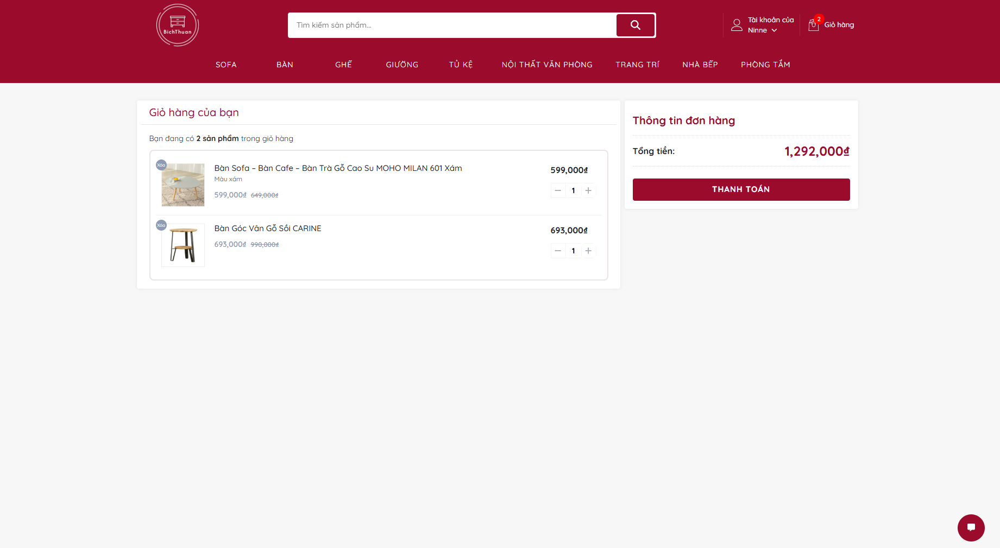 BichThuan
Tìm kiếm sản phẩm...
Tài khoản của
Ninne
2
Giỏ hàng
SOFA
BÀN
GHẾ
GIƯỜNG
TỦ KỆ
NỘI THẤT VĂN PHÒNG
TRANG TRÍ
NHÀ BẾP
PHÒNG TẮM
Giỏ hàng của bạn
Bạn đang có 2 sản phẩm trong giỏ hàng
Xóa
Bàn Sofa – Bàn Cafe – Bàn Trà Gỗ Cao Su MOHO MILAN 601 Xám
Màu xám
599,000₫ 649,000₫
599,000₫
1
Xóa
Bàn Góc Vân Gỗ Sồi CARINE
693,000₫ 990,000₫
693,000₫
1
Thông tin đơn hàng
Tổng tiền: 1,292,000₫
THANH TOÁN